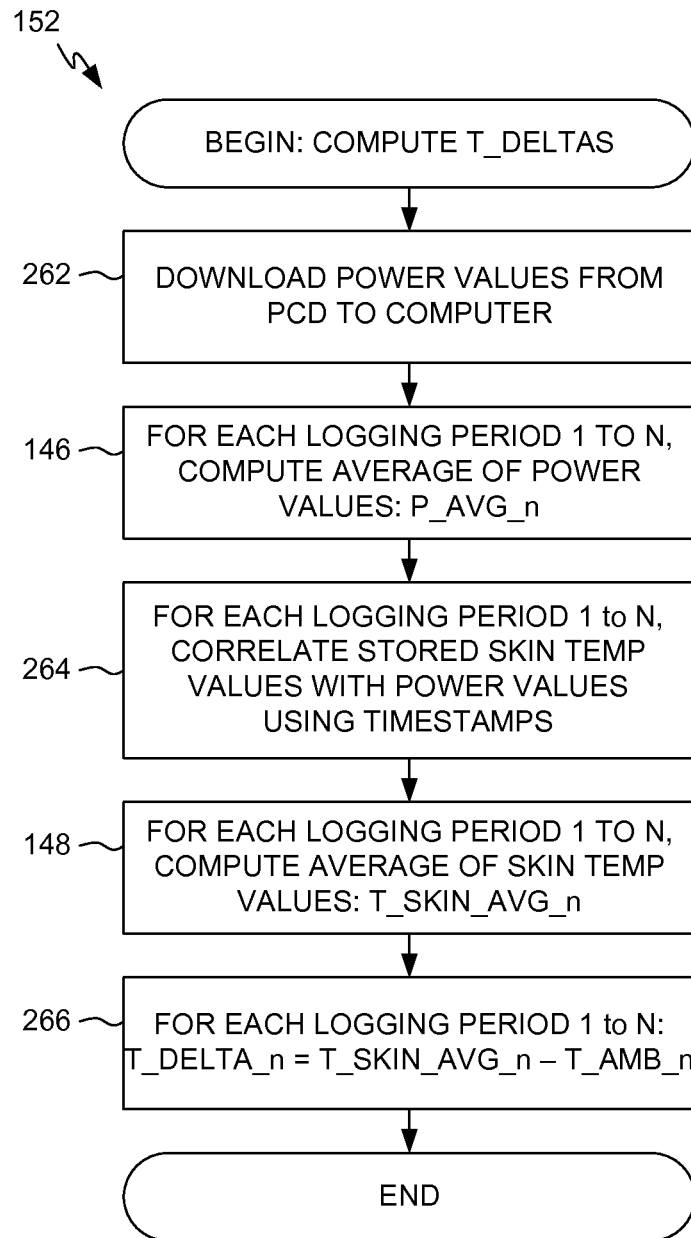 152
BEGIN: COMPUTE T_DELTAS
262
DOWNLOAD POWER VALUES FROM
PCD TO COMPUTER
146
FOR EACH LOGGING PERIOD 1 TO N,
COMPUTE AVERAGE OF POWER
VALUES: P_AVG_n
264
FOR EACH LOGGING PERIOD 1 to N,
CORRELATE STORED SKIN TEMP
VALUES WITH POWER VALUES
USING TIMESTAMPS
148
FOR EACH LOGGING PERIOD 1 TO N,
COMPUTE AVERAGE OF SKIN TEMP
VALUES: T_SKIN_AVG_n
266
FOR EACH LOGGING PERIOD 1 to N:
T_DELTA_n = T_SKIN_AVG_n – T_AMB_n
END